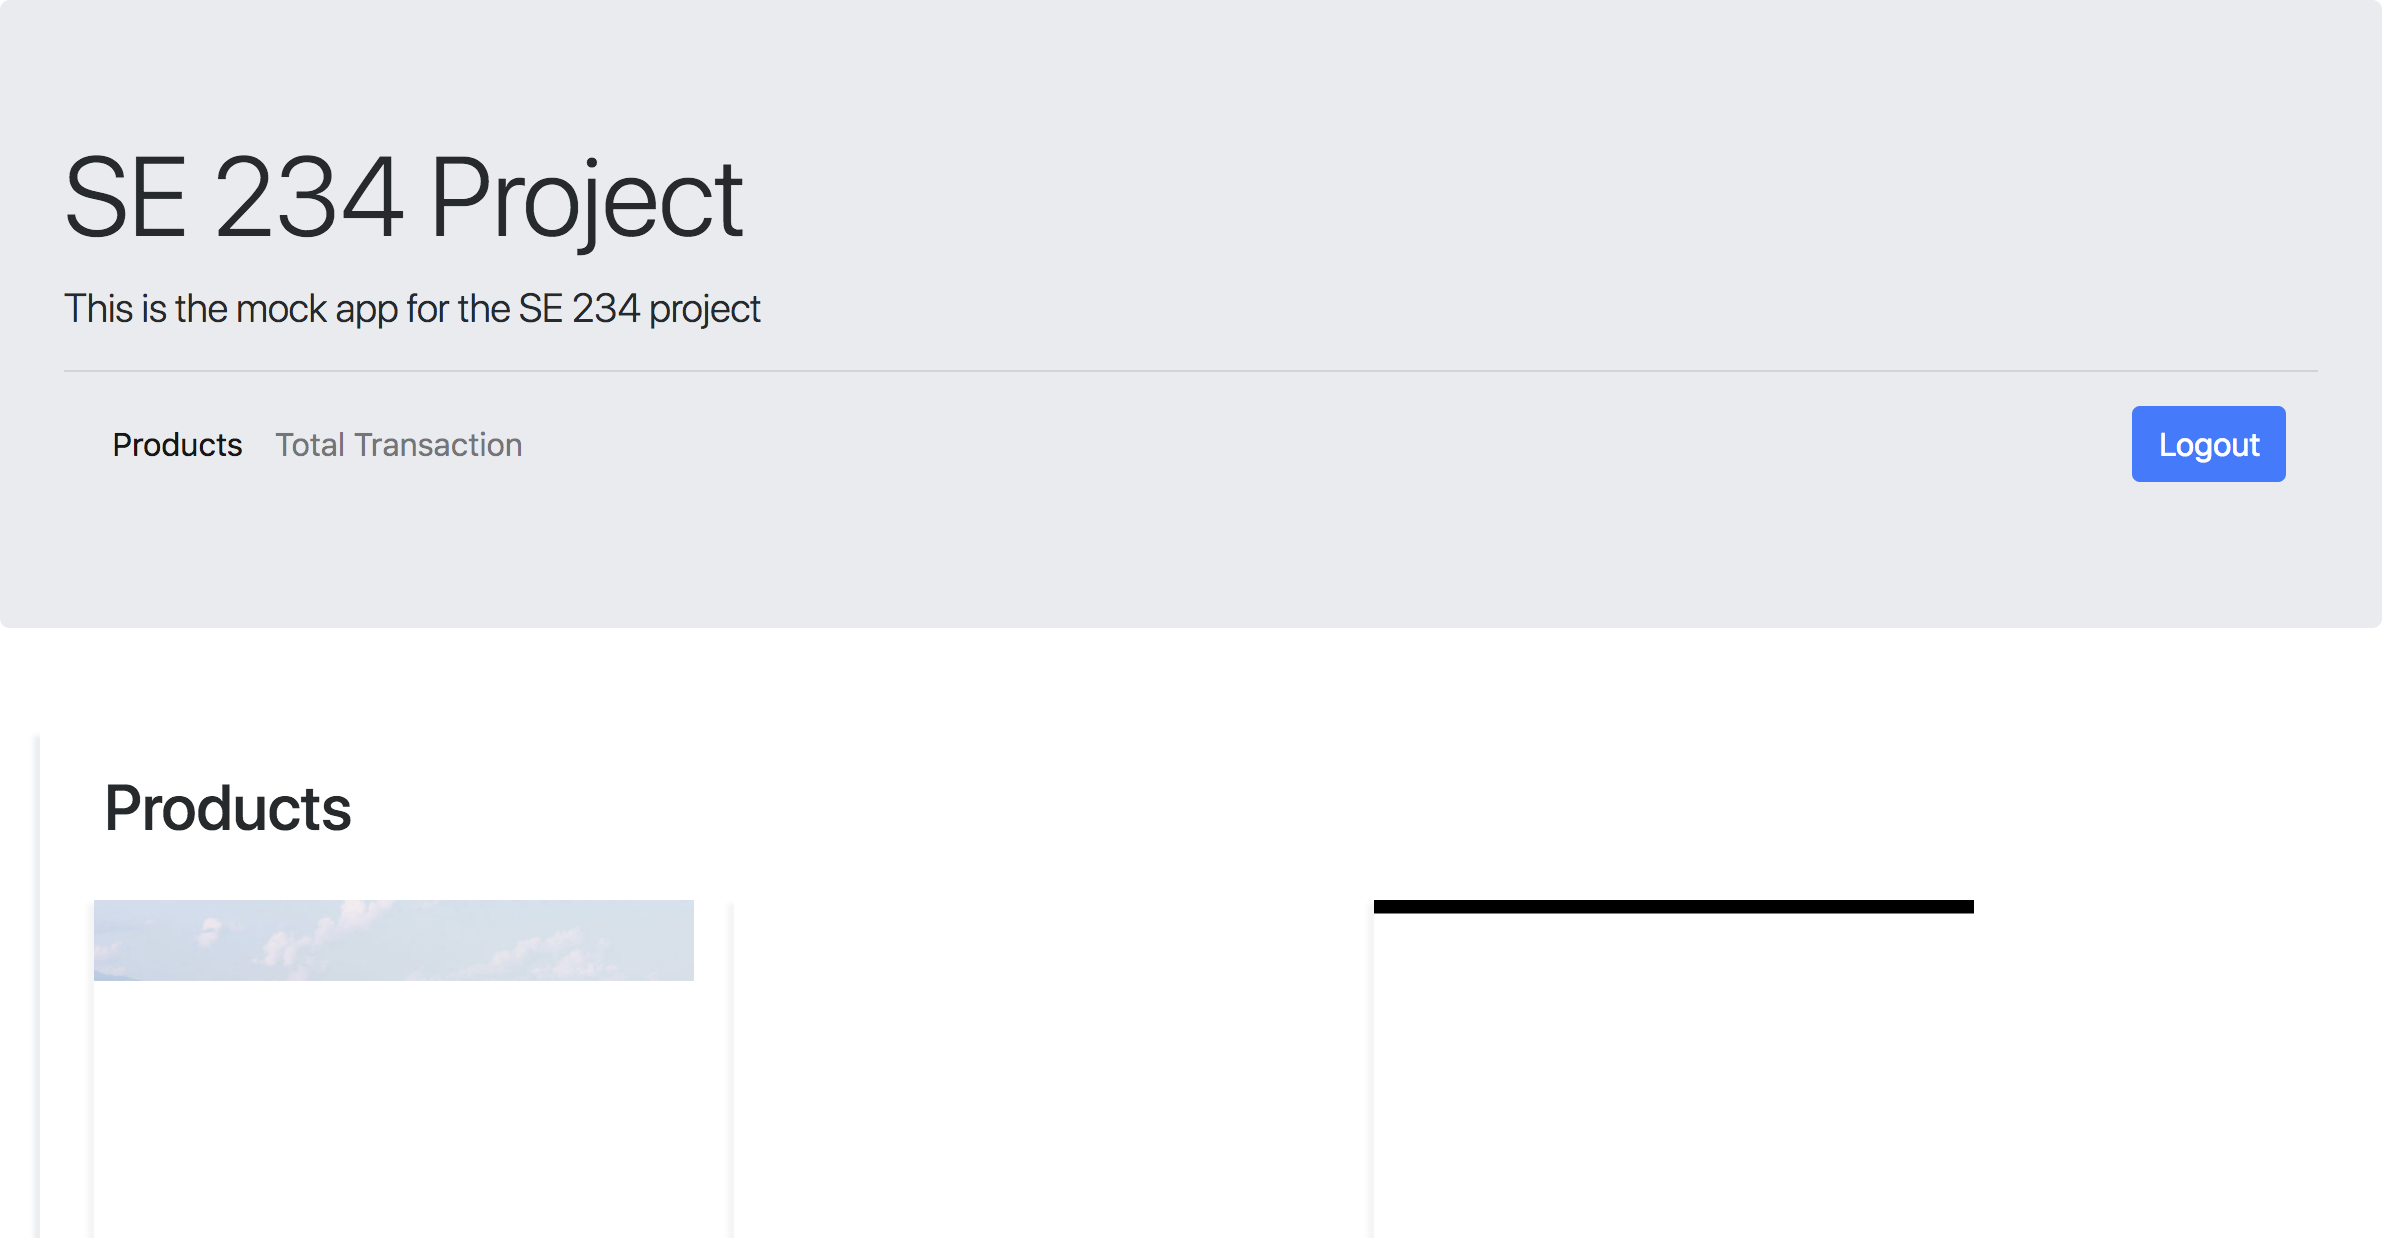 SE 234 Project
This is the mock app for the SE 234 project
Products Total Transaction Logout
Products